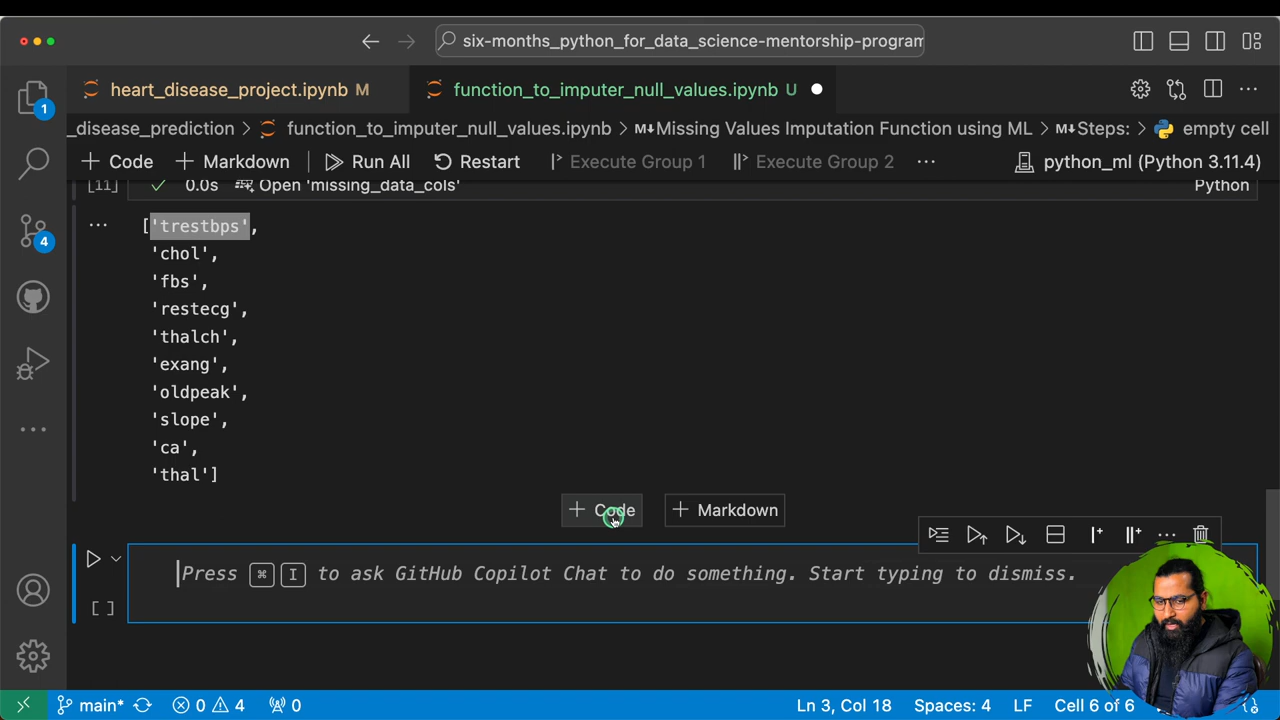 six-months_python_for_data_science-mentorship-program
heart_disease_project.ipynb M
function_to_imputer_null_values.ipynb U
_disease_prediction > function_to_imputer_null_values.ipynb > M↓Missing Values Imputation Function using ML > M↓Steps: > empty cell
+ Code + Markdown Run All Restart Execute Group 1 Execute Group 2 ··· python_ml (Python 3.11.4)
[11] ✓ 0.0s Open 'missing_data_cols' Python
··· ['trestbps',
'chol',
'fbs',
'restecg',
'thalch',
'exang',
'oldpeak',
'slope',
'ca',
'thal']
+ Code + Markdown
Press ⌘ I to ask GitHub Copilot Chat to do something. Start typing to dismiss.
[ ]
1
4
main* 0 4 0 Ln 3, Col 18 Spaces: 4 LF Cell 6 of 6